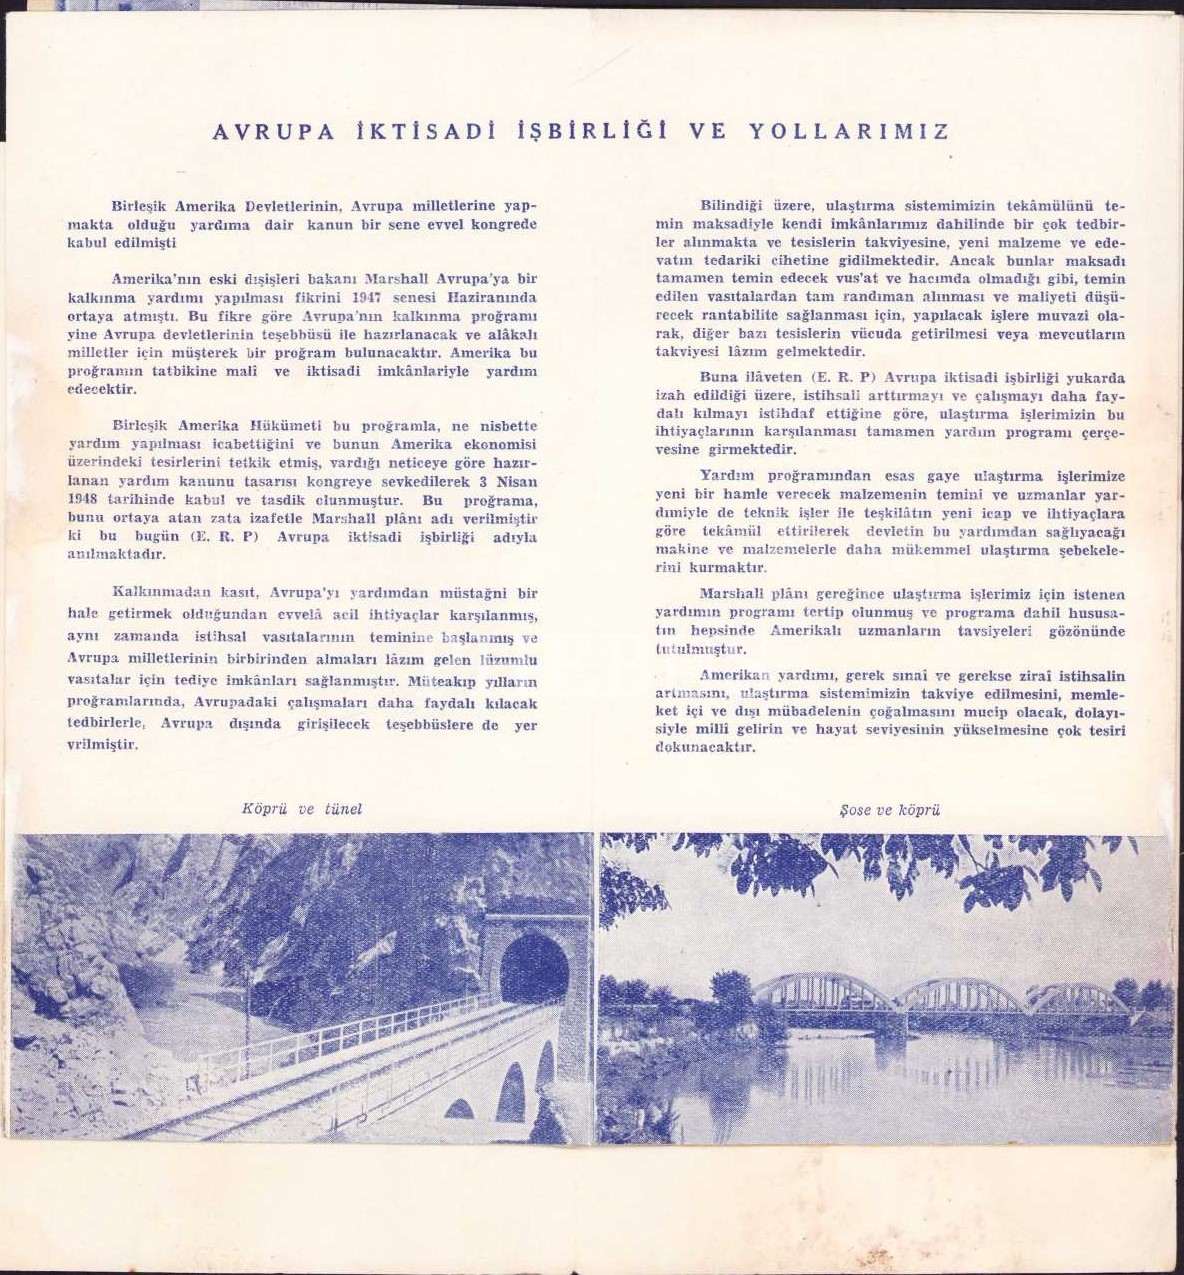 AVRUPA İKTİSADİ İŞBİRLİĞİ VE YOLLARIMIZ
Birleşik Amerika Devletlerinin, Avrupa milletlerine yap-
makta olduğu yardıma dair kanun bir sene evvel kongrede
kabul edilmişti
Amerika'nın eski dışişleri bakanı Marshall Avrupa'ya bir
kalkınma yardımı yapılması fikrini 1947 senesi Haziranında
ortaya atmıştı. Bu fikre göre Avrupa'nın kalkınma proğramı
yine Avrupa devletlerinin teşebbüsü ile hazırlanacak ve alâkalı
milletler için müşterek bir proğram bulunacaktır. Amerika bu
proğramın tatbikine malî ve iktisadi imkânlariyle yardım
edecektir.
Birleşik Amerika Hükümeti bu proğramla, ne nisbette
yardım yapılması icabettiğini ve bunun Amerika ekonomisi
üzerindeki tesirlerini tetkik etmiş, vardığı neticeye göre hazır-
lanan yardım kanunu tasarısı kongreye sevkedilerek 3 Nisan
1948 tarihinde kabul ve tasdik olunmuştur. Bu proğrama,
bunu ortaya atan zata izafetle Marshall plânı adı verilmiştir
ki bu bugün (E. R. P) Avrupa iktisadi işbirliği adıyla
anılmaktadır.
Kalkınmadan kasıt, Avrupa'yı yardımdan müstağni bir
hale getirmek olduğundan evvelâ acil ihtiyaçlar karşılanmış,
aynı zamanda istihsal vasıtalarının teminine başlanmış ve
Avrupa milletlerinin birbirinden almaları lâzım gelen lüzumlu
vasıtalar için tediye imkânları sağlanmıştır. Müteakıp yılların
proğramlarında, Avrupadaki çalışmaları daha faydalı kılacak
tedbirlerle, Avrupa dışında girişilecek teşebbüslere de yer
vrilmiştir.
Bilindiği üzere, ulaştırma sistemimizin tekâmülünü te-
min maksadiyle kendi imkânlarımız dahilinde bir çok tedbir-
ler alınmakta ve tesislerin takviyesine, yeni malzeme ve ede-
vatın tedariki cihetine gidilmektedir. Ancak bunlar maksadı
tamamen temin edecek vus'at ve hacımda olmadığı gibi, temin
edilen vasıtalardan tam randıman alınması ve maliyeti düşü-
recek rantabilite sağlanması için, yapılacak işlere muvazi ola-
rak, diğer bazı tesislerin vücuda getirilmesi veya mevcutların
takviyesi lâzım gelmektedir.
Buna ilâveten (E. R. P) Avrupa iktisadi işbirliği yukarda
izah edildiği üzere, istihsali arttırmayı ve çalışmayı daha fay-
dalı kılmayı istihdaf ettiğine göre, ulaştırma işlerimizin bu
ihtiyaçlarının karşılanması tamamen yardım programı çerçe-
vesine girmektedir.
Yardım proğramından esas gaye ulaştırma işlerimize
yeni bir hamle verecek malzemenin temini ve uzmanlar yar-
dımiyle de teknik işler ile teşkilâtın yeni icap ve ihtiyaçlara
göre tekâmül ettirilerek devletin bu yardımdan sağlıyacağı
makine ve malzemelerle daha mükemmel ulaştırma şebekele-
rini kurmaktır.
Marshall plânı gereğince ulaştırma işlerimiz için istenen
yardımın programı tertip olunmuş ve programa dahil hususa-
tın hepsinde Amerikalı uzmanların tavsiyeleri gözönünde
tutulmuştur.
Amerikan yardımı, gerek sınaî ve gerekse ziraî istihsalin
artmasını, ulaştırma sistemimizin takviye edilmesini, memle-
ket içi ve dışı mübadelenin çoğalmasını mucip olacak, dolayı-
siyle milli gelirin ve hayat seviyesinin yükselmesine çok tesiri
dokunacaktır.
Köprü ve tünel
Şose ve köprü